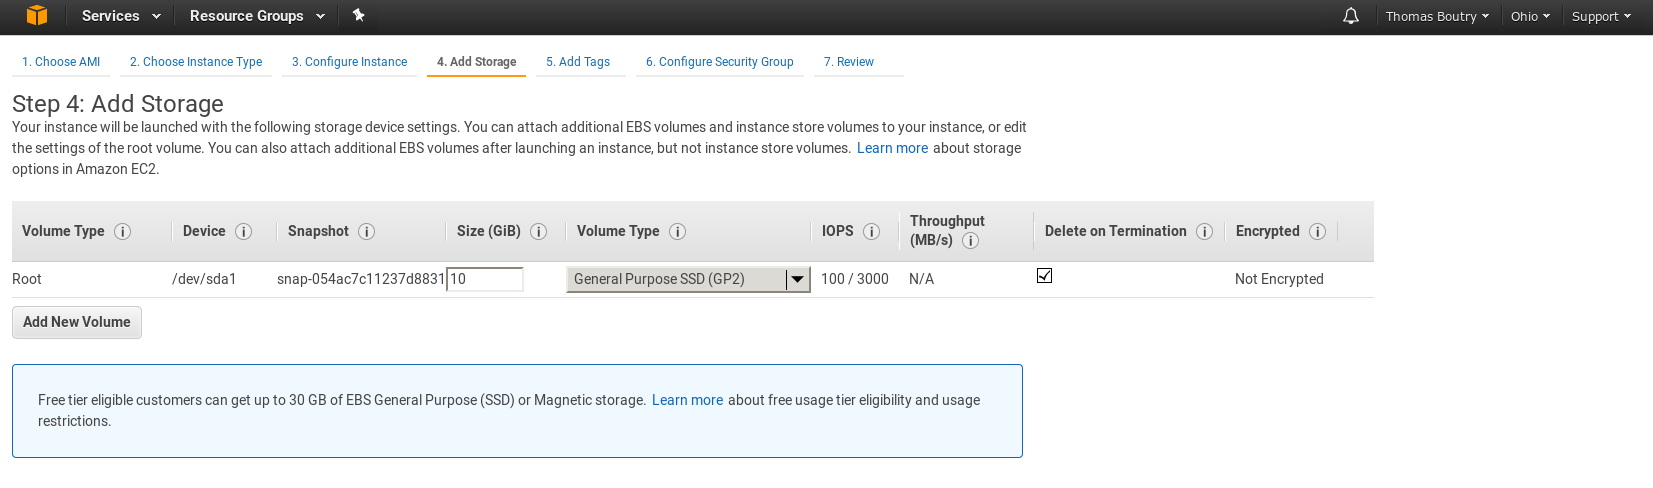 Services Resource Groups Thomas Boutry Ohio Support
1. Choose AMI 2. Choose Instance Type 3. Configure Instance 4. Add Storage 5. Add Tags 6. Configure Security Group 7. Review
Step 4: Add Storage
Your instance will be launched with the following storage device settings. You can attach additional EBS volumes and instance store volumes to your instance, or edit
the settings of the root volume. You can also attach additional EBS volumes after launching an instance, but not instance store volumes. Learn more about storage
options in Amazon EC2.
Volume Type Device Snapshot Size (GiB) Volume Type IOPS Throughput (MB/s) Delete on Termination Encrypted
Root /dev/sda1 snap-054ac7c11237d8831 10 General Purpose SSD (GP2) 100 / 3000 N/A Not Encrypted
Add New Volume
Free tier eligible customers can get up to 30 GB of EBS General Purpose (SSD) or Magnetic storage. Learn more about free usage tier eligibility and usage
restrictions.